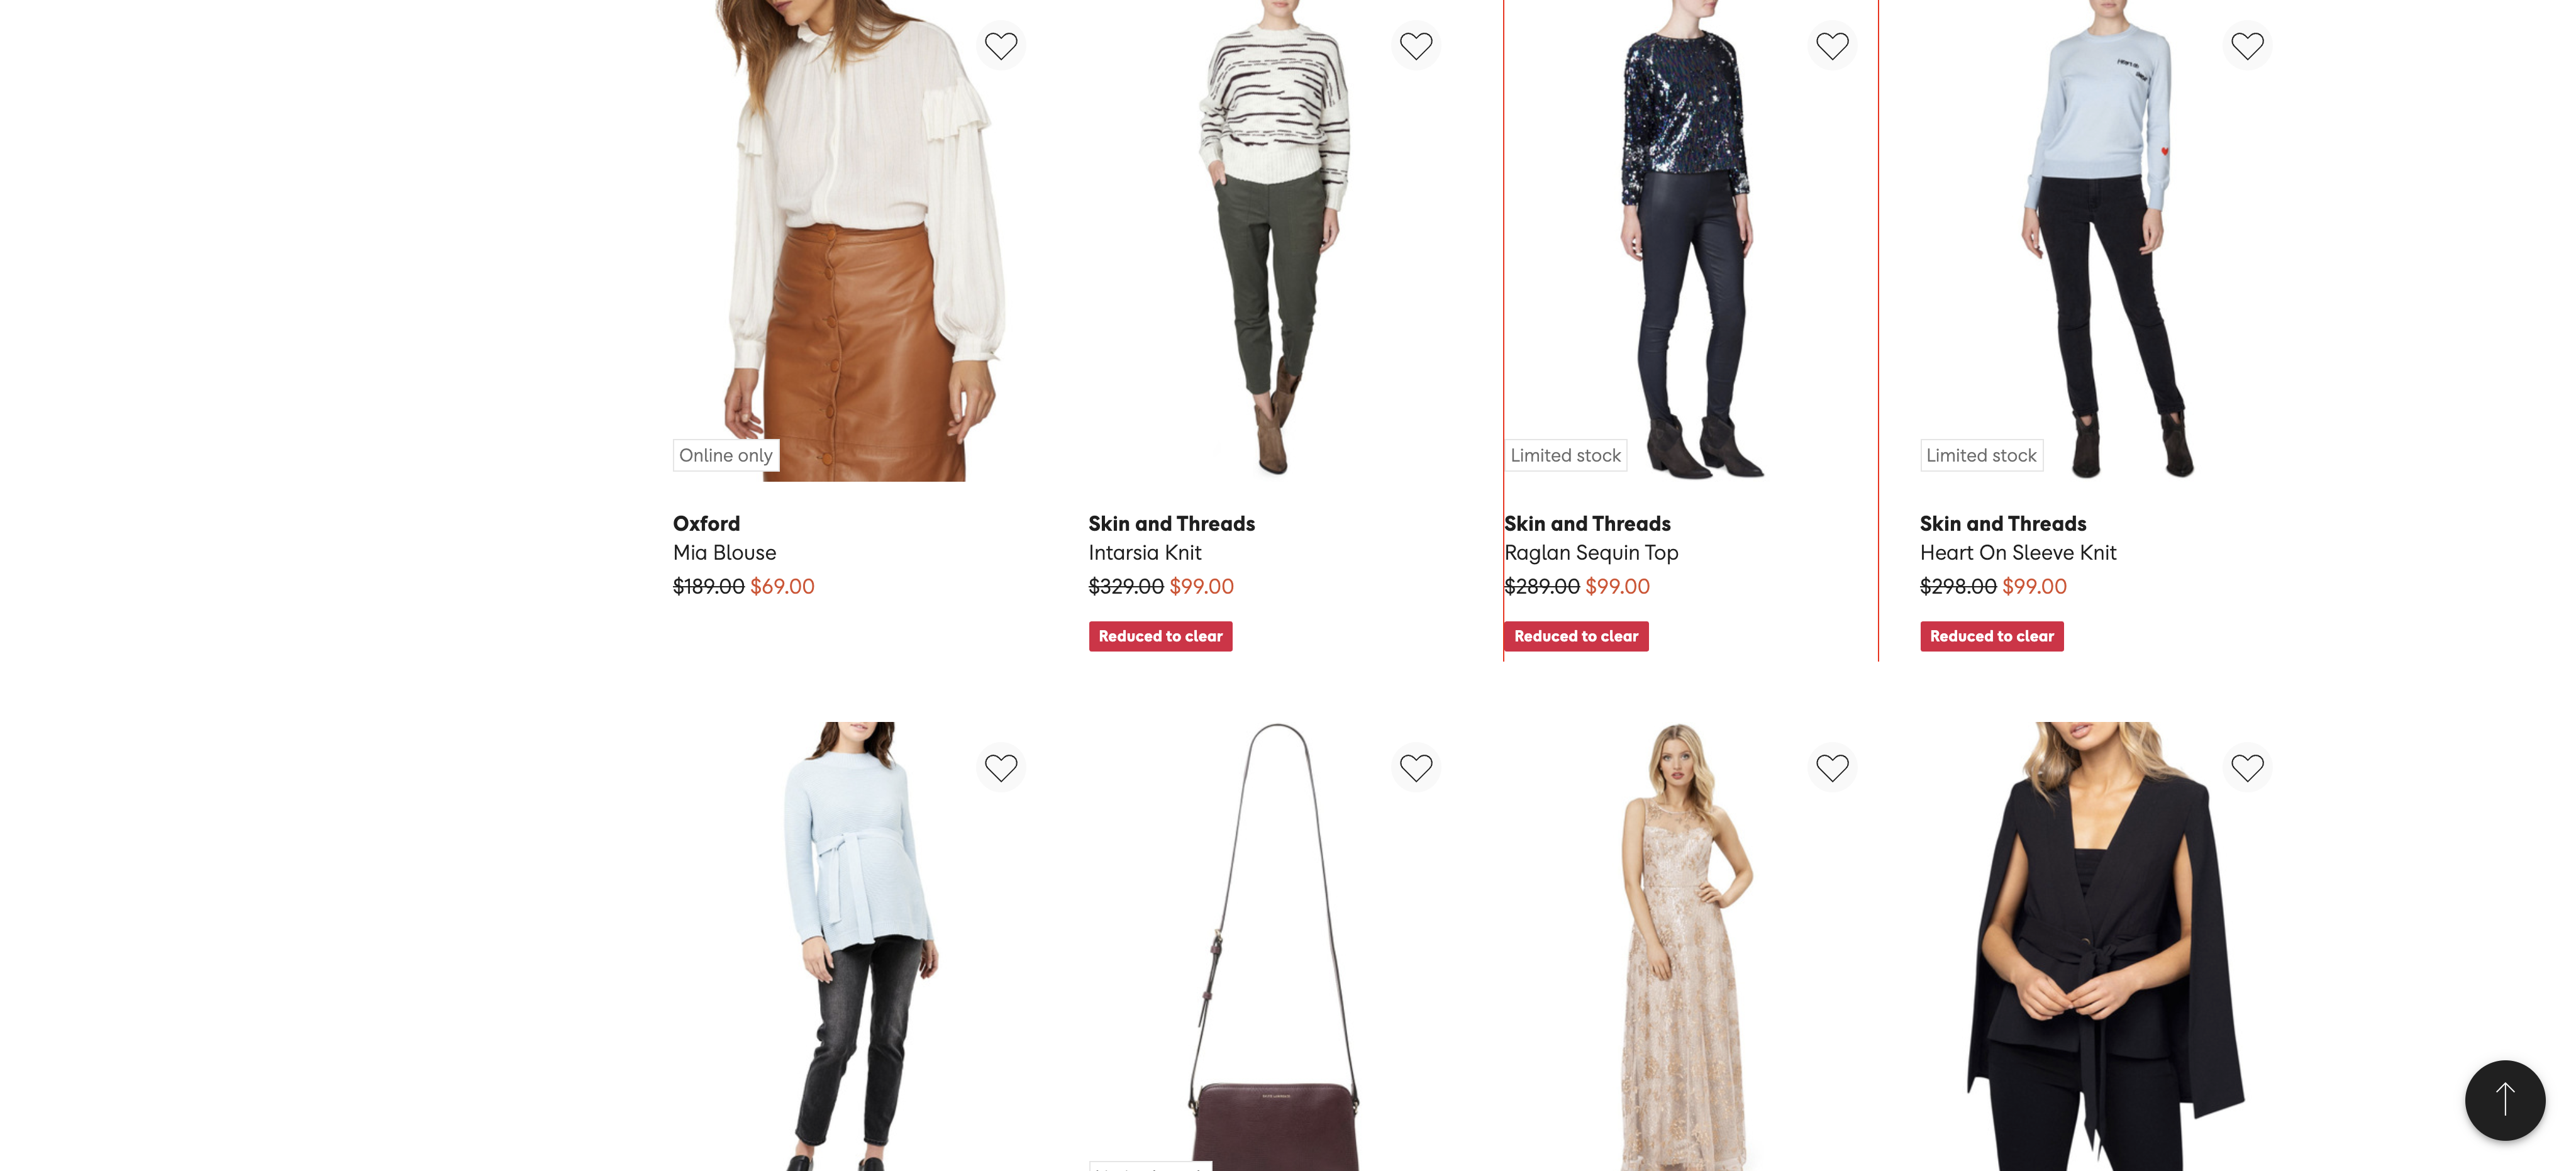 Online only
Limited stock
Limited stock
Oxford
Mia Blouse
$189.00 $69.00
Skin and Threads
Intarsia Knit
$329.00 $99.00
Reduced to clear
Skin and Threads
Raglan Sequin Top
$289.00 $99.00
Reduced to clear
Skin and Threads
Heart On Sleeve Knit
$298.00 $99.00
Reduced to clear